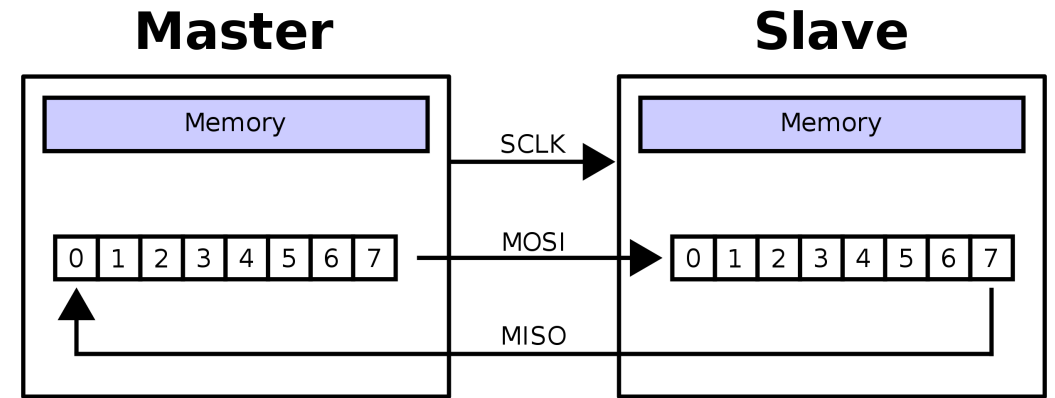 Master Slave
Memory Memory
SCLK
MOSI
0 1 2 3 4 5 6 7 0 1 2 3 4 5 6 7
MISO